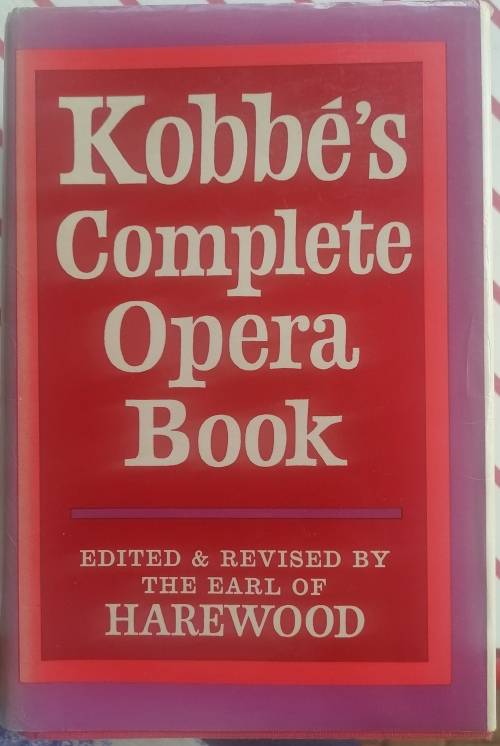 Kobbé's
Complete
Opera
Book
EDITED & REVISED BY
THE EARL OF
HAREWOOD